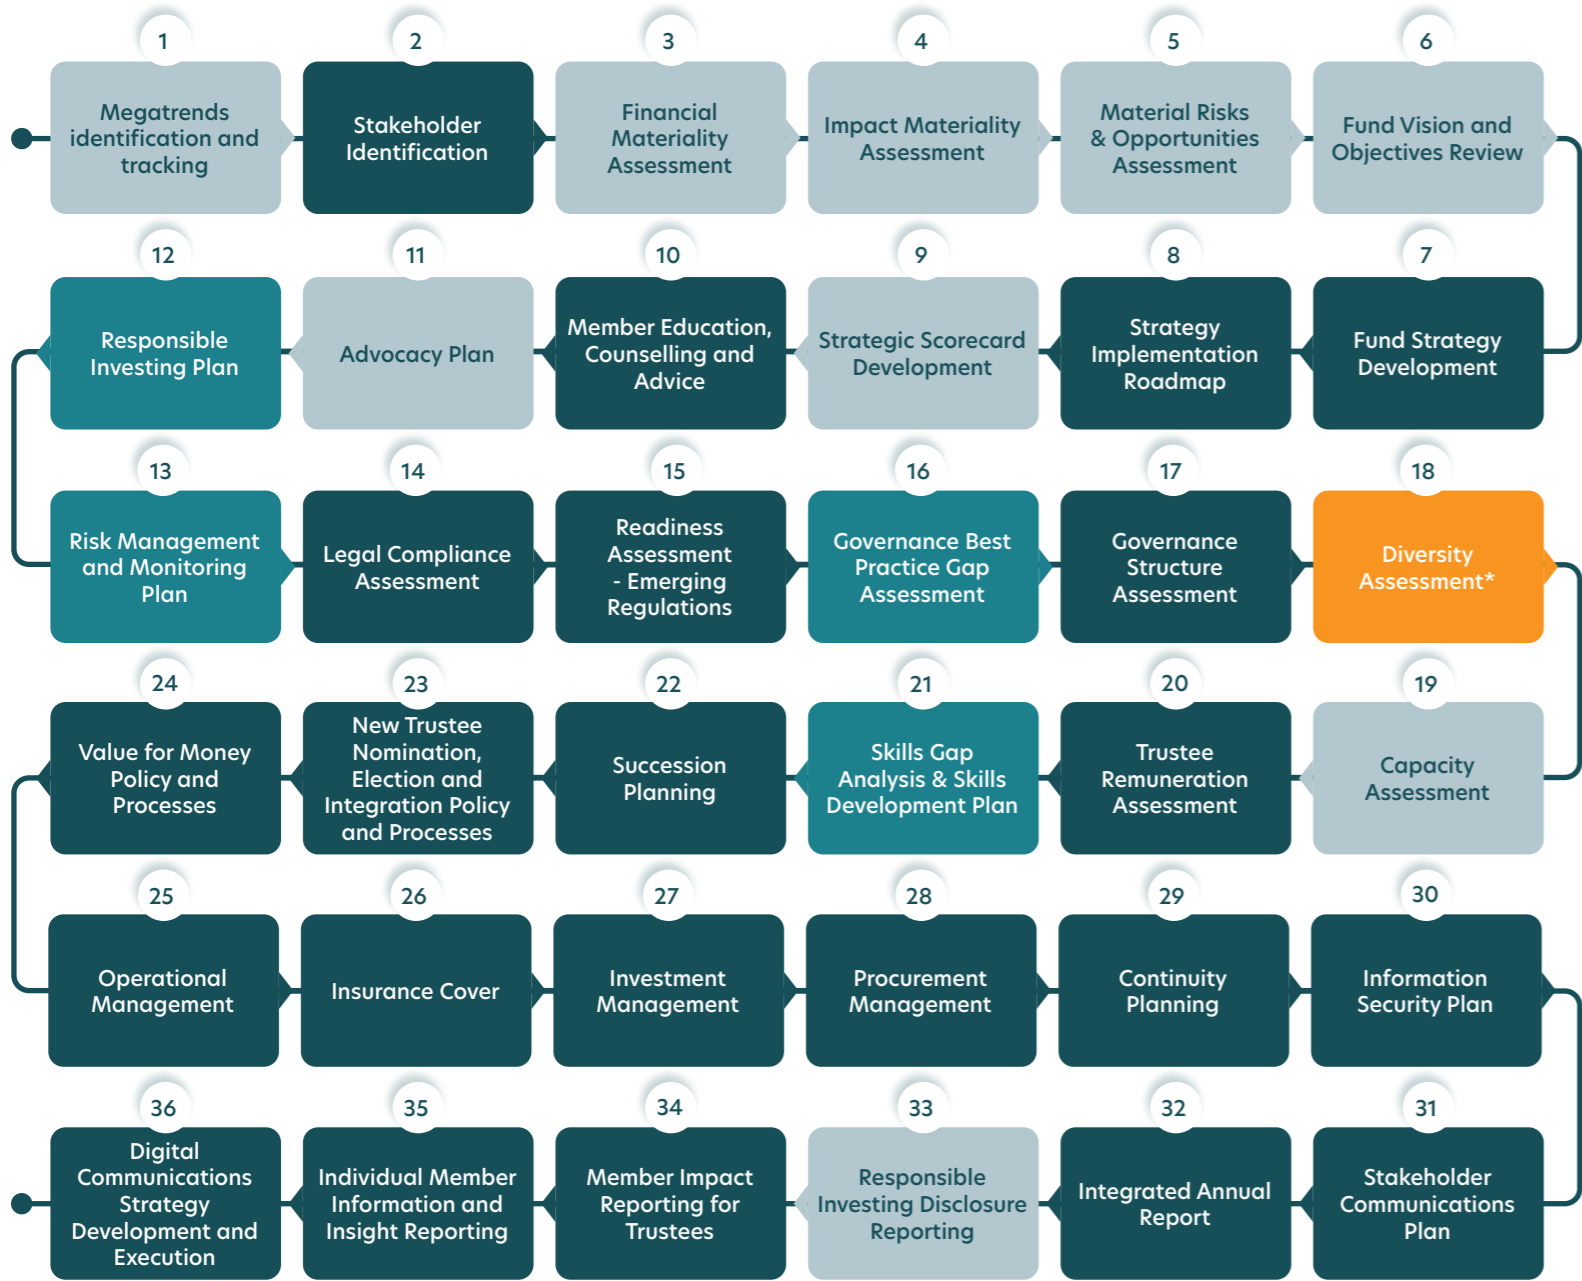 1
Megatrends
identification and
tracking
2
Stakeholder
Identification
3
Financial
Materiality
Assessment
4
Impact Materiality
Assessment
5
Material Risks
& Opportunities
Assessment
6
Fund Vision and
Objectives Review
12
Responsible
Investing Plan
11
Advocacy Plan
10
Member Education,
Counselling and
Advice
9
Strategic Scorecard
Development
8
Strategy
Implementation
Roadmap
7
Fund Strategy
Development
13
Risk Management
and Monitoring
Plan
14
Legal Compliance
Assessment
15
Readiness
Assessment
- Emerging
Regulations
16
Governance Best
Practice Gap
Assessment
17
Governance
Structure
Assessment
18
Diversity
Assessment*
24
Value for Money
Policy and
Processes
23
New Trustee
Nomination,
Election and
Integration Policy
and Processes
22
Succession
Planning
21
Skills Gap
Analysis & Skills
Development Plan
20
Trustee
Remuneration
Assessment
19
Capacity
Assessment
25
Operational
Management
26
Insurance Cover
27
Investment
Management
28
Procurement
Management
29
Continuity
Planning
30
Information
Security Plan
36
Digital
Communications
Strategy
Development and
Execution
35
Individual Member
Information and
Insight Reporting
34
Member Impact
Reporting for
Trustees
33
Responsible
Investing Disclosure
Reporting
32
Integrated Annual
Report
31
Stakeholder
Communications
Plan